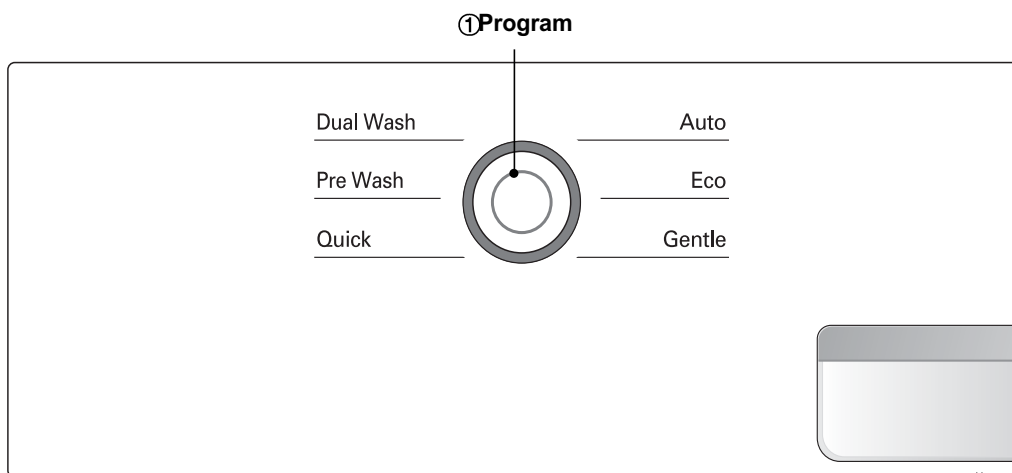 ①Program
Dual Wash
Auto
Pre Wash
Eco
Quick
Gentle